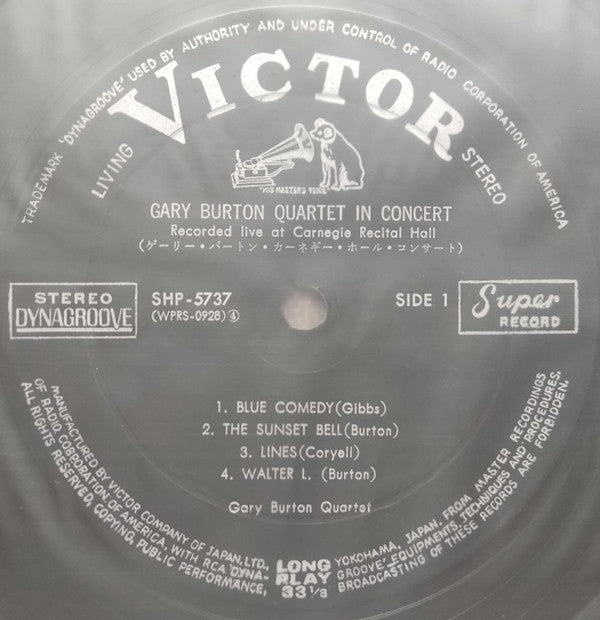 TRADEMARK 'DYNAGROOVE' USED BY AUTHORITY AND UNDER CONTROL OF RADIO CORPORATION OF AMERICA
LIVING VICTOR STEREO
"HIS MASTER'S VOICE"
GARY BURTON QUARTET IN CONCERT
Recorded live at Carnegie Recital Hall
(ゲーリー・バートン・カーネギー・ホール・コンサート)
STEREO
DYNAGROOVE
SHP-5737
(WPRS-0928)④
SIDE 1
Super
RECORD
1. BLUE COMEDY(Gibbs)
2. THE SUNSET BELL(Burton)
3. LINES(Coryell)
4. WALTER L. (Burton)
Gary Burton Quartet
MANUFACTURED BY VICTOR COMPANY OF JAPAN, LTD., YOKOHAMA, JAPAN, FROM MASTER RECORDINGS
OF RADIO CORPORATION OF AMERICA, WITH RCA 'DYNA-GROOVE' EQUIPMENTS, TECHNIQUES AND PROCEDURES.
ALL RIGHTS RESERVED, COPYING, PUBLIC PERFORMANCE, BROADCASTING OF THESE RECORDS ARE FORBIDDEN.
LONG
PLAY
33 1/3